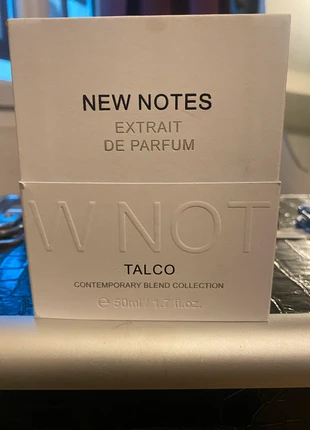 NEW NOTES
EXTRAIT
DE PARFUM
W NOT
TALCO
CONTEMPORARY BLEND COLLECTION
℮ 50ml / 1.7 fl.oz.